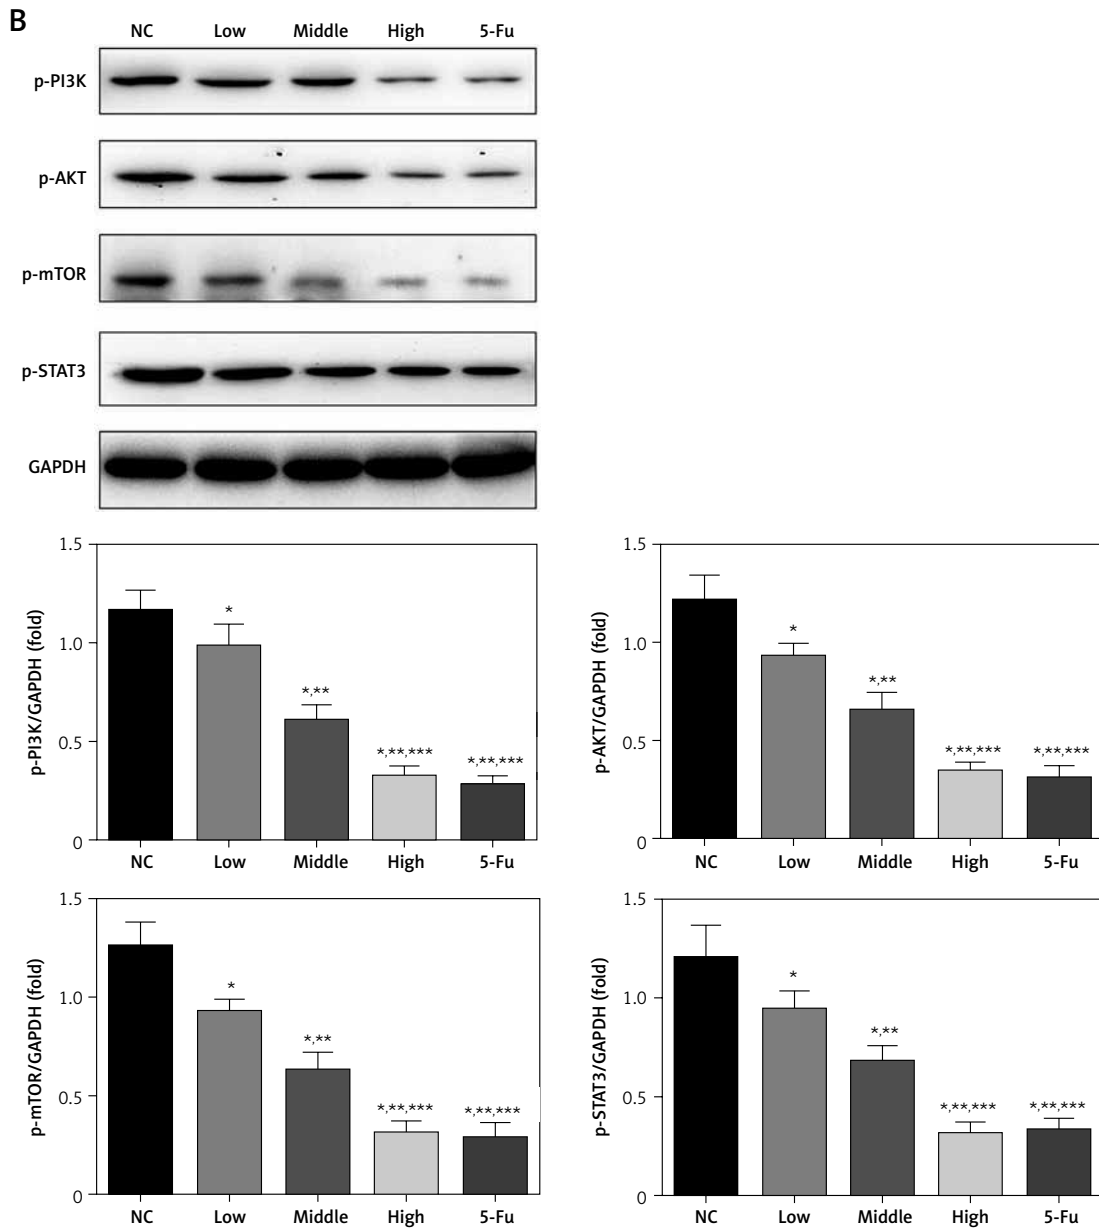 B
NC Low Middle High 5-Fu
p-PI3K
p-AKT
p-mTOR
p-STAT3
GAPDH
p-PI3K/GAPDH (fold)
1.5
1.0
0.5
0
*
*,**
*,**,***
*,**,***
NC Low Middle High 5-Fu
p-AKT/GAPDH (fold)
1.5
1.0
0.5
0
*
*,**
*,**,***
*,**,***
NC Low Middle High 5-Fu
p-mTOR/GAPDH (fold)
1.5
1.0
0.5
0
*
*,**
*,**,***
*,**,***
NC Low Middle High 5-Fu
p-STAT3/GAPDH (fold)
1.5
1.0
0.5
0
*
*,**
*,**,***
*,**,***
NC Low Middle High 5-Fu